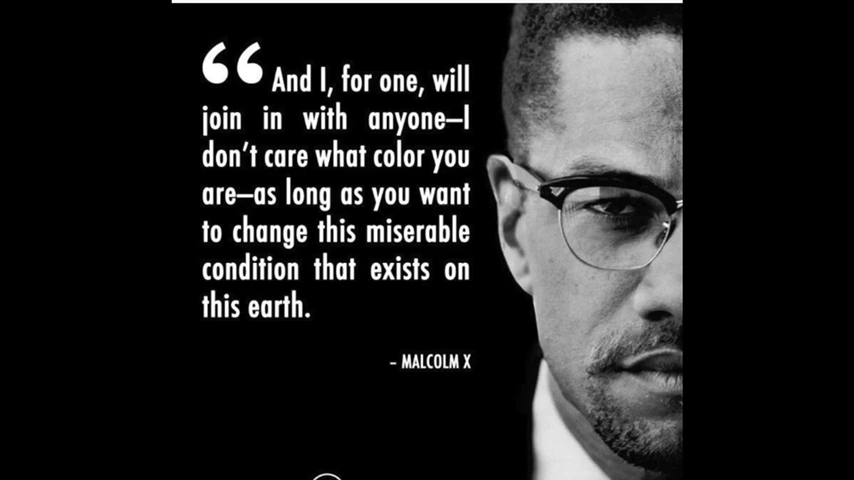 “ And I, for one, will
join in with anyone–I
don’t care what color you
are–as long as you want
to change this miserable
condition that exists on
this earth.
– MALCOLM X